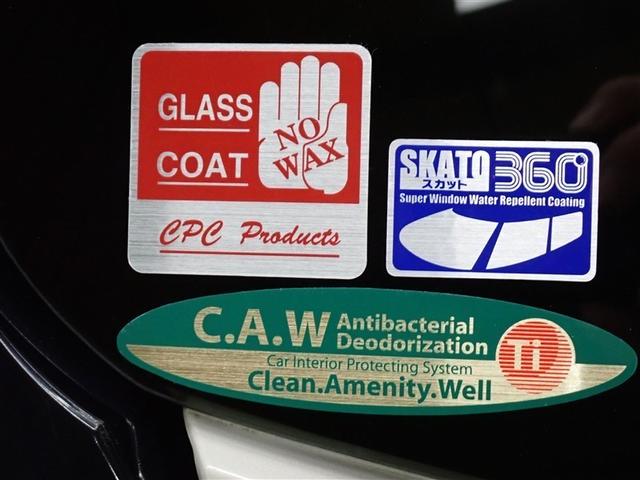 GLASS
COAT
NO
WAX
CPC Products
SKATO 360°
スカット
Super Window Water Repellent Coating
C.A.W Antibacterial
Deodorization
Ti
Car Interior Protecting System
Clean.Amenity.Well